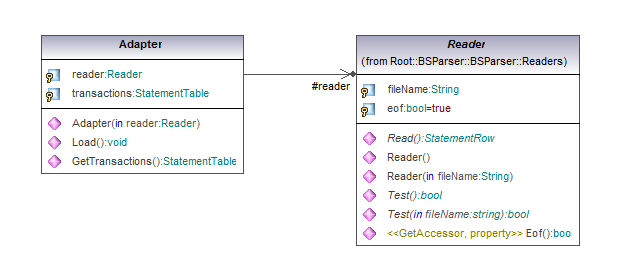 Adapter
reader:Reader
transactions:StatementTable
Adapter(in reader:Reader)
Load():void
GetTransactions():StatementTable
#reader
Reader
(from Root::BSParser::BSParser::Readers)
fileName:String
eof:bool=true
Read():StatementRow
Reader()
Reader(in fileName:String)
Test():bool
Test(in fileName:string):bool
<<GetAccessor, property>> Eof():boo